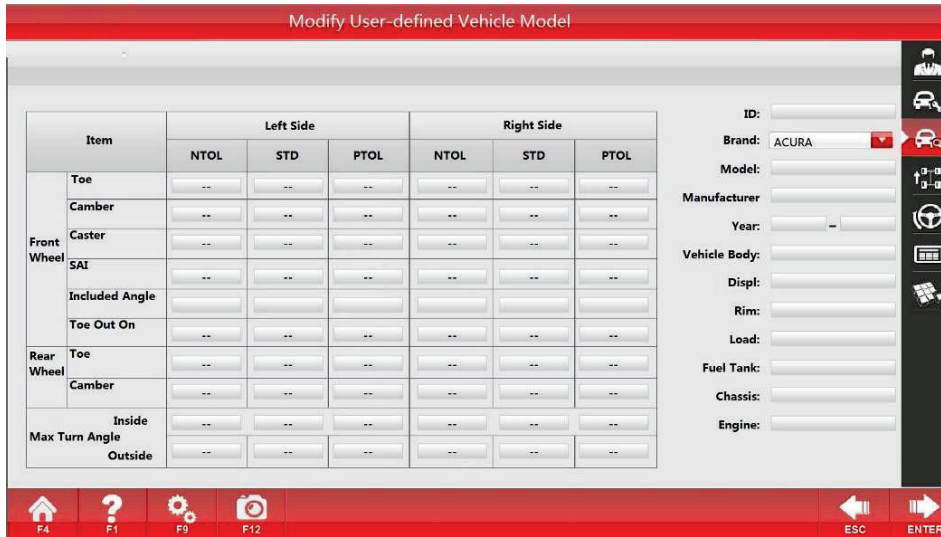 Modify User-defined Vehicle Model
Item Left Side Right Side
NTOL STD PTOL NTOL STD PTOL
Front Wheel
Toe -- -- -- -- -- --
Camber -- -- -- -- -- --
Caster -- -- -- -- -- --
SAI -- -- -- -- -- --
Included Angle
Toe Out On -- -- -- -- -- --
Rear Wheel
Toe -- -- -- -- -- --
Camber -- -- -- -- -- --
Max Turn Angle
Inside -- -- -- -- -- --
Outside -- -- -- -- -- --
ID:
Brand: ACURA
Model:
Manufacturer
Year: –
Vehicle Body:
Displ:
Rim:
Load:
Fuel Tank:
Chassis:
Engine:
F4 F1 F9 F12 ESC ENTER